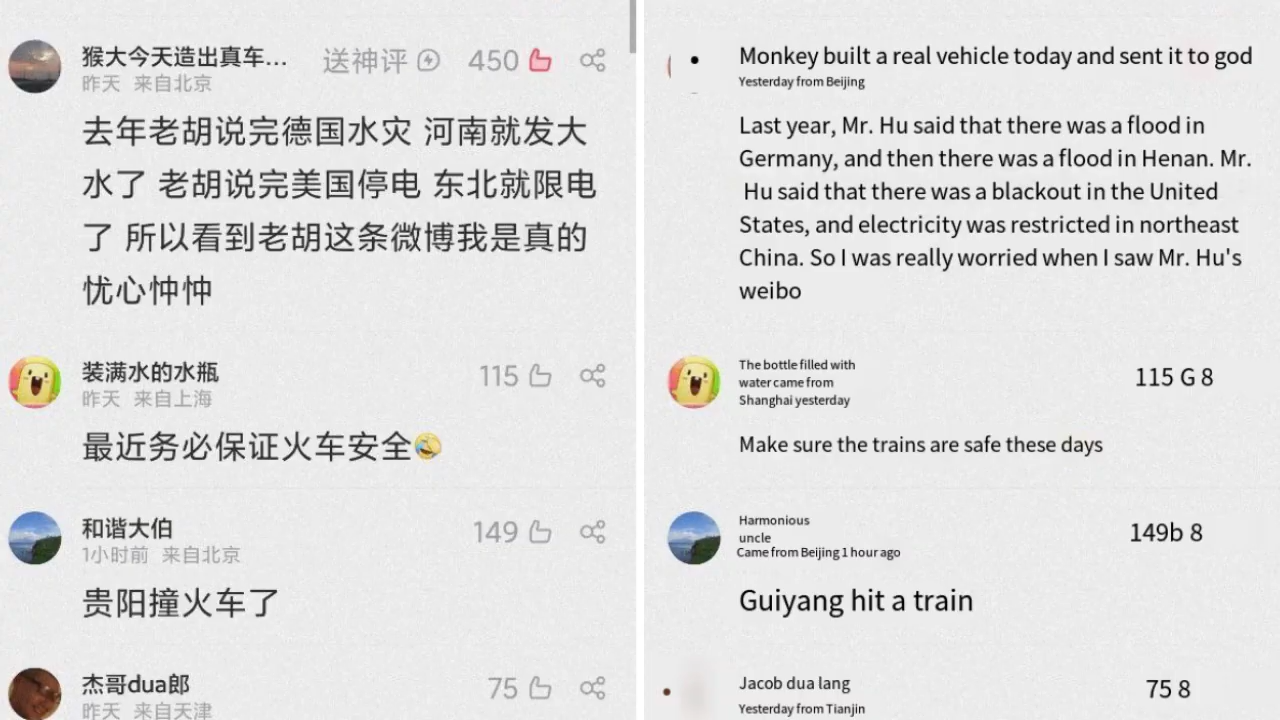 猴大今天造出真车... 送神评 450
昨天 来自北京
去年老胡说完德国水灾 河南就发大
水了 老胡说完美国停电 东北就限电
了 所以看到老胡这条微博我是真的
忧心忡忡
装满水的水瓶 115
昨天 来自上海
最近务必保证火车安全
和谐大伯 149
1小时前 来自北京
贵阳撞火车了
杰哥dua郎 75
昨天 来自天津
Monkey built a real vehicle today and sent it to god
Yesterday from Beijing
Last year, Mr. Hu said that there was a flood in
Germany, and then there was a flood in Henan. Mr.
Hu said that there was a blackout in the United
States, and electricity was restricted in northeast
China. So I was really worried when I saw Mr. Hu's
weibo
The bottle filled with
water came from
Shanghai yesterday
115 G 8
Make sure the trains are safe these days
Harmonious
uncle
Came from Beijing 1 hour ago
149b 8
Guiyang hit a train
Jacob dua lang 75 8
Yesterday from Tianjin